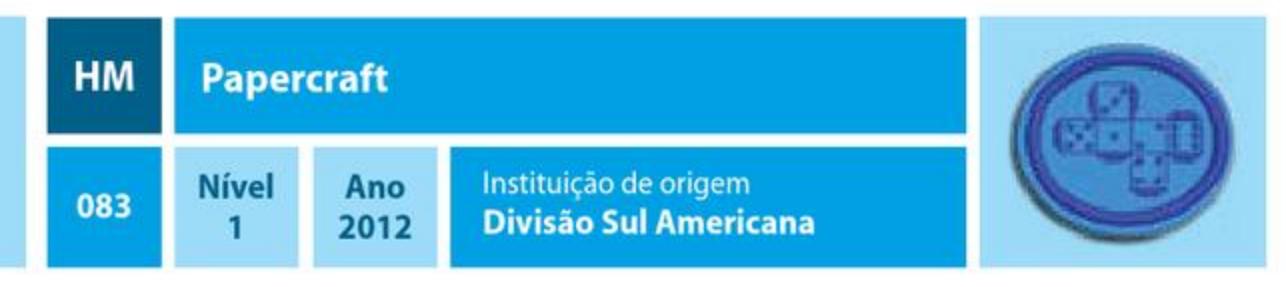 HM
Papercraft
083
Nível
1
Ano
2012
Instituição de origem
Divisão Sul Americana